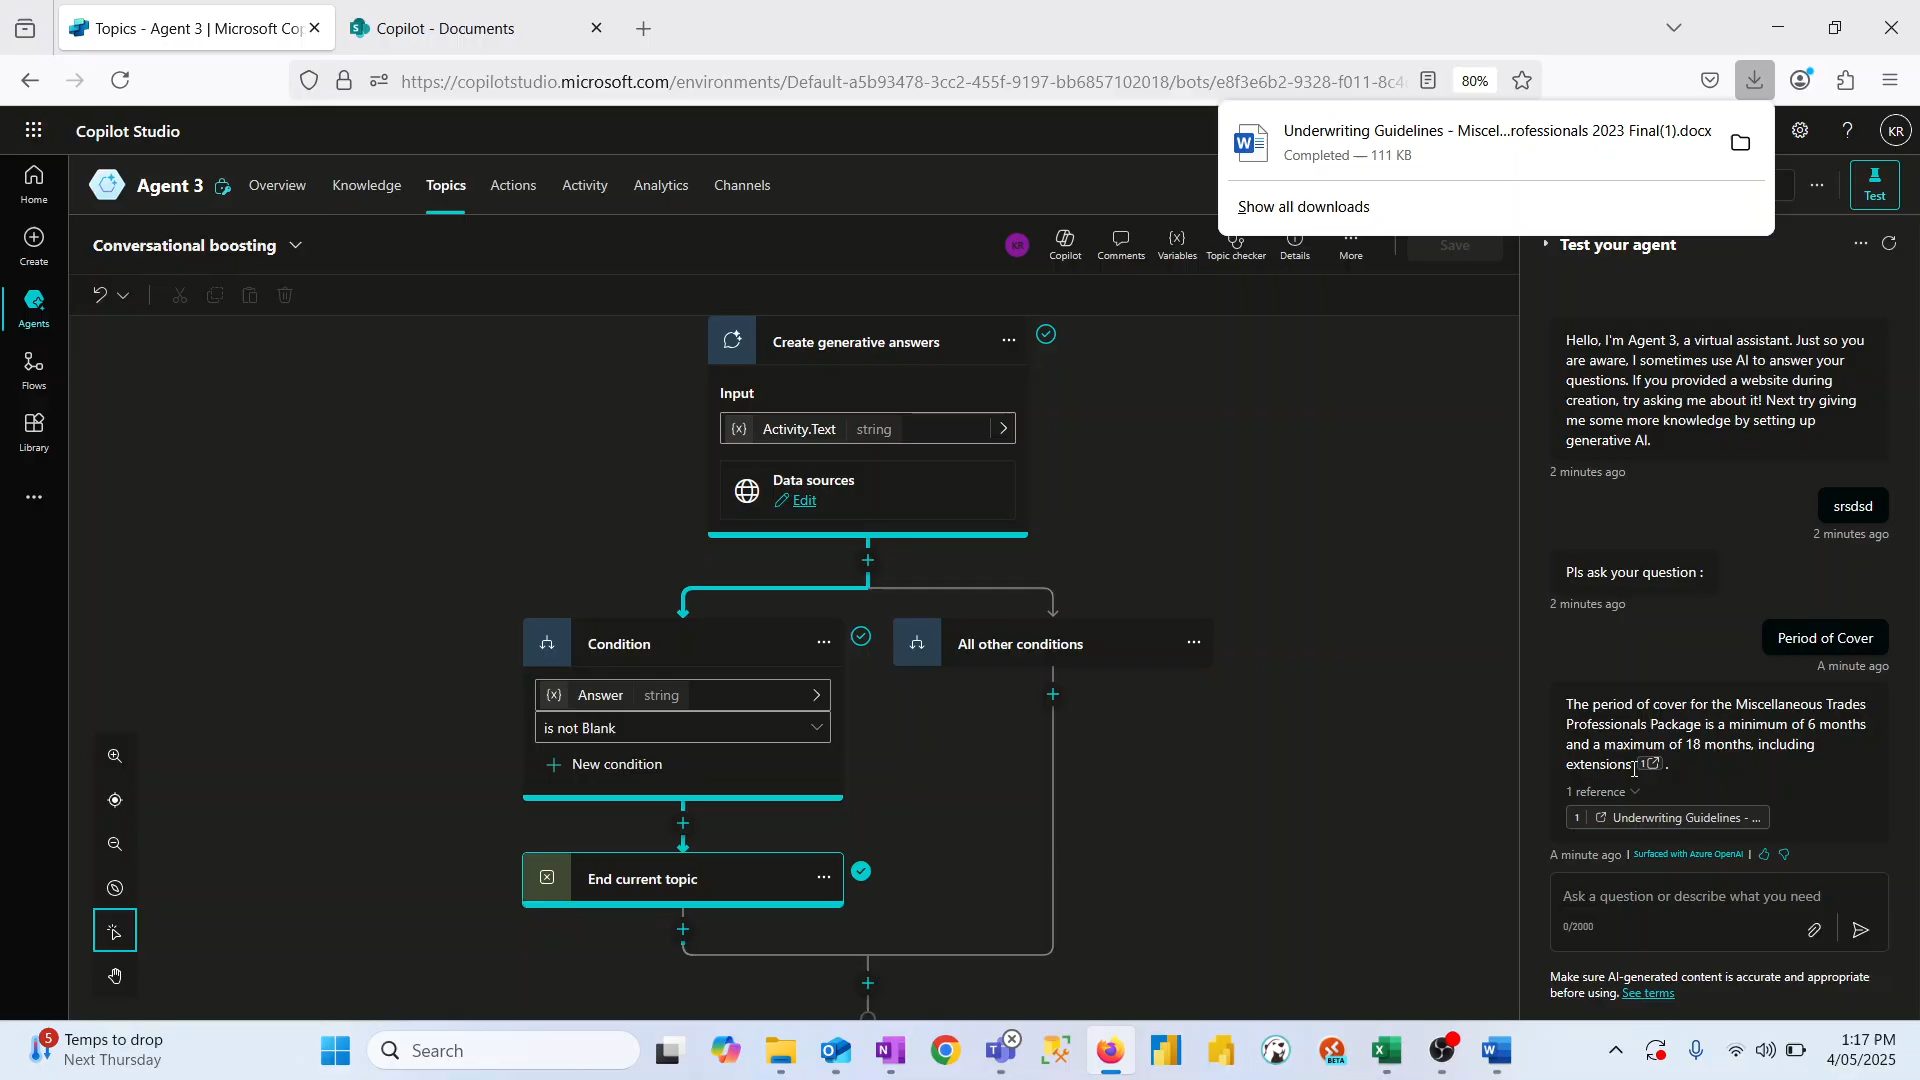 Topics - Agent 3 | Microsoft Cop
Copilot - Documents
https://copilotstudio.microsoft.com/environments/Default-a5b93478-3cc2-455f-9197-bb6857102018/bots/e8f3e6b2-9328-f011-8c4
80%
Underwriting Guidelines - Miscel...rofessionals 2023 Final(1).docx
Completed — 111 KB
Show all downloads
Copilot Studio
KR
Agent 3
Overview
Knowledge
Topics
Actions
Activity
Analytics
Channels
Test
Home
Create
Agents
Flows
Library
Conversational boosting
KR
Copilot
Comments
Variables
Topic checker
Details
More
Save
Create generative answers
Input
{x} Activity.Text string
Data sources
Edit
Condition
{x} Answer string
is not Blank
New condition
All other conditions
End current topic
Test your agent
Hello, I'm Agent 3, a virtual assistant. Just so you
are aware, I sometimes use AI to answer your
questions. If you provided a website during
creation, try asking me about it! Next try giving
me some more knowledge by setting up
generative AI.
2 minutes ago
srsdsd
2 minutes ago
Pls ask your question :
2 minutes ago
Period of Cover
A minute ago
The period of cover for the Miscellaneous Trades
Professionals Package is a minimum of 6 months
and a maximum of 18 months, including
extensions 1 .
1 reference
1 Underwriting Guidelines - ...
A minute ago | Surfaced with Azure OpenAI |
Ask a question or describe what you need
0/2000
Make sure AI-generated content is accurate and appropriate
before using. See terms
5
Temps to drop
Next Thursday
Search
BETA
1:17 PM
4/05/2025